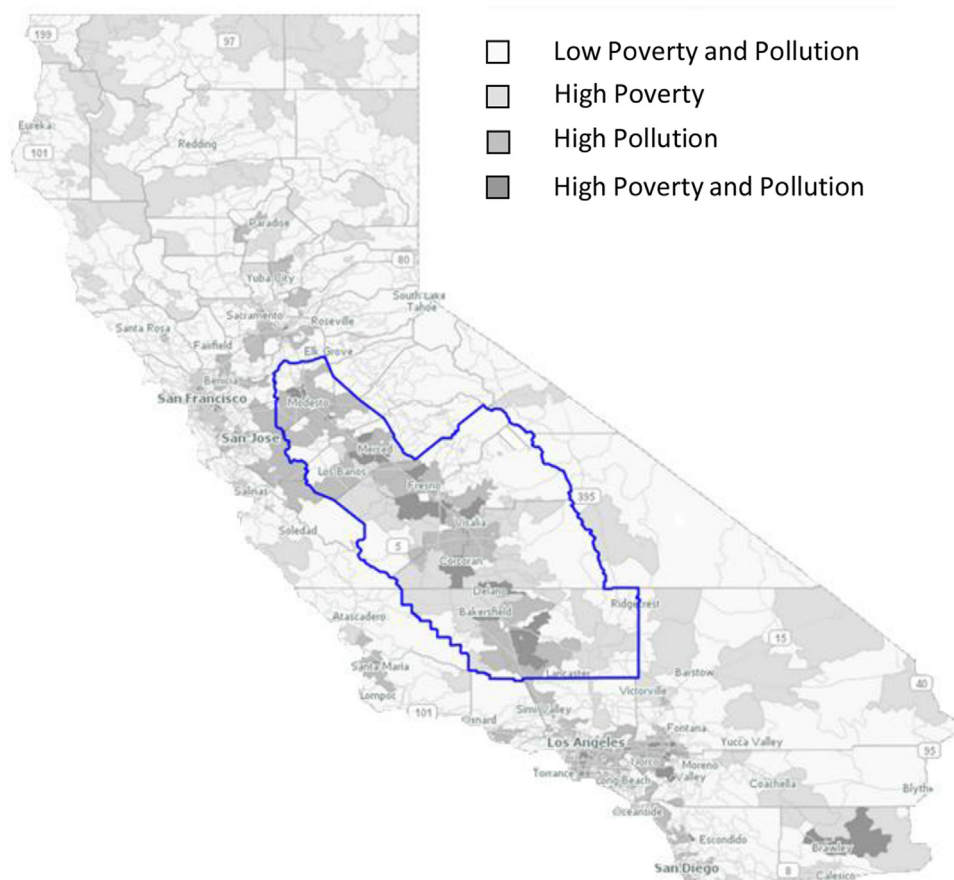 Low Poverty and Pollution
High Poverty
High Pollution
High Poverty and Pollution
199
97
Eureka
101
Redding
Paradise
80
Yuba City
South Lake
Tahoe
Sacramento
Roseville
Santa Rosa
Fairfield
Elk Grove
Benicia
San Francisco
Modesto
San Jose
Merced
Los Banos
Fresno
Salinas
395
Visalia
Soledad
5
Corcoran
Delano
Ridgecrest
Bakersfield
Atascadero
15
Santa Maria
Lancaster
Barstow
40
Lompoc
Victorville
101
Oxnard
Simi Valley
Fontana
Los Angeles
Yucca Valley
95
Norco
Torrance
Moreno
Valley
Long Beach
Coachella
Blythe
Oceanside
Escondido
Brawley
San Diego
8
Calexico